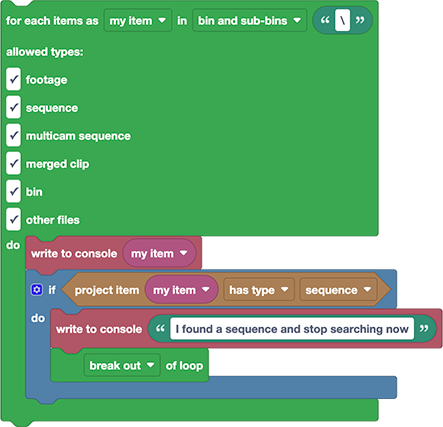 for each items as my item ▾ in bin and sub-bins ▾ “ \ ”
allowed types:
✓ footage
✓ sequence
✓ multicam sequence
✓ merged clip
✓ bin
✓ other files
do
write to console my item ▾
if project item my item ▾ has type ▾ sequence ▾
do
write to console “ I found a sequence and stop searching now ”
break out ▾ of loop